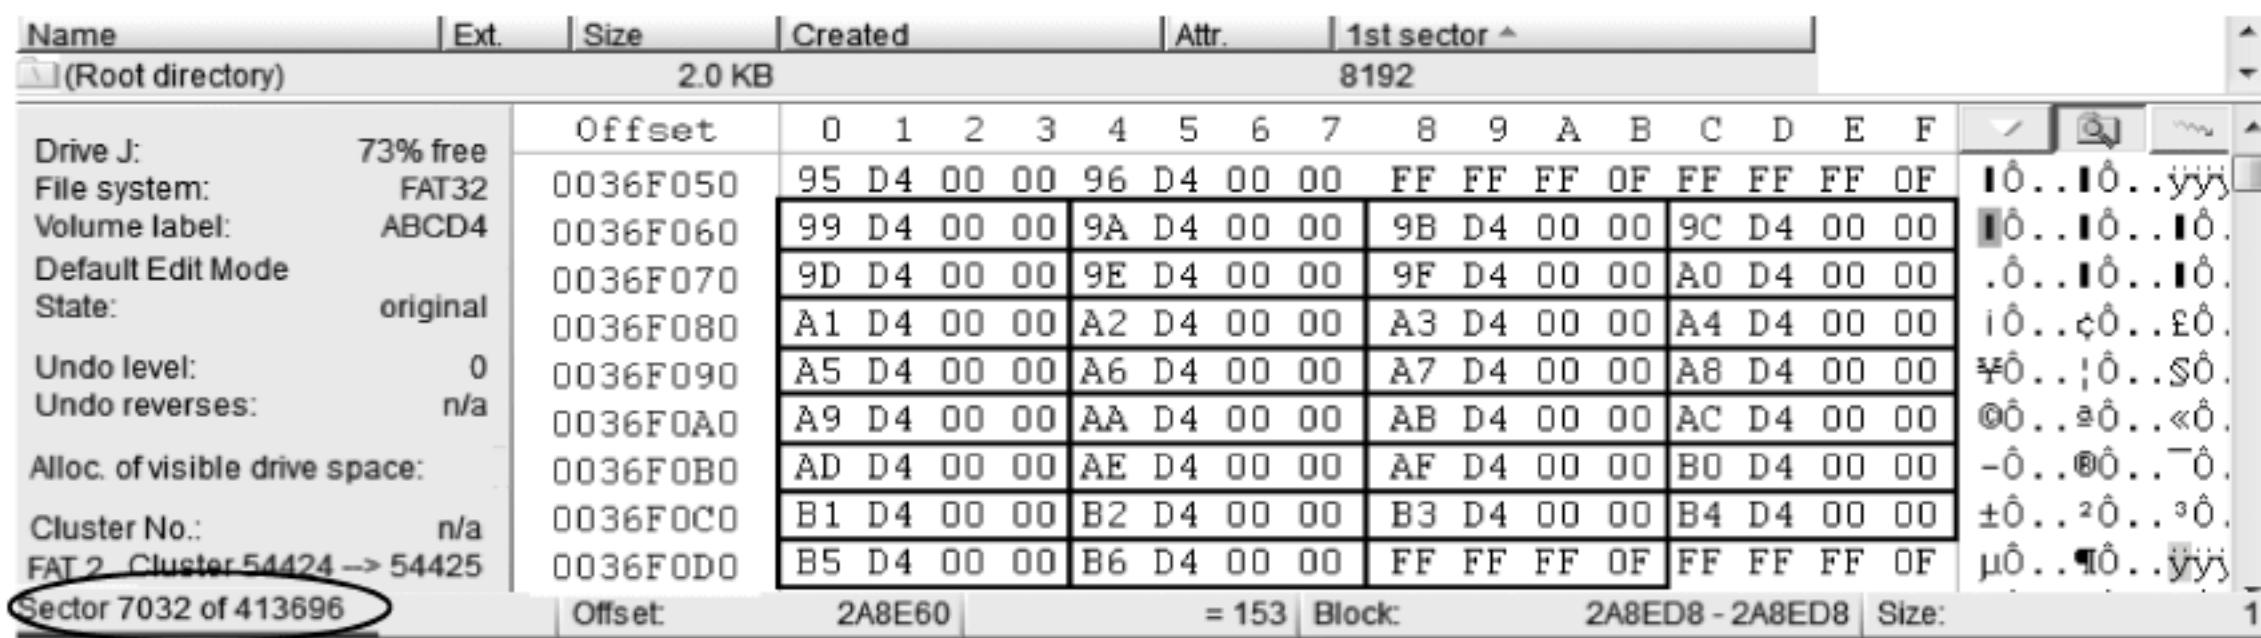 Name Ext. Size Created Attr. 1st sector
(Root directory) 2.0 KB 8192
Drive J: 73% free
File system: FAT32
Volume label: ABCD4
Default Edit Mode
State: original
Undo level: 0
Undo reverses: n/a
Alloc. of visible drive space:
Cluster No.: n/a
FAT 2 Cluster 54424 --> 54425
Offset 0 1 2 3 4 5 6 7 8 9 A B C D E F
0036F050 95 D4 00 00 96 D4 00 00 FF FF FF 0F FF FF FF 0F Ô..Ô..ÿÿÿ
0036F060 99 D4 00 00 9A D4 00 00 9B D4 00 00 9C D4 00 00 Ô..Ô..Ô.
0036F070 9D D4 00 00 9E D4 00 00 9F D4 00 00 A0 D4 00 00 .Ô..Ô..Ô.
0036F080 A1 D4 00 00 A2 D4 00 00 A3 D4 00 00 A4 D4 00 00 ¡Ô..¢Ô..£Ô.
0036F090 A5 D4 00 00 A6 D4 00 00 A7 D4 00 00 A8 D4 00 00 ¥Ô..¦Ô..§Ô.
0036F0A0 A9 D4 00 00 AA D4 00 00 AB D4 00 00 AC D4 00 00 ©Ô..ªÔ..«Ô.
0036F0B0 AD D4 00 00 AE D4 00 00 AF D4 00 00 B0 D4 00 00 -Ô..®Ô..¯Ô.
0036F0C0 B1 D4 00 00 B2 D4 00 00 B3 D4 00 00 B4 D4 00 00 ±Ô..²Ô..³Ô.
0036F0D0 B5 D4 00 00 B6 D4 00 00 FF FF FF 0F FF FF FF 0F µÔ..¶Ô..ÿÿÿ
Sector 7032 of 413696 Offset: 2A8E60 = 153 Block: 2A8ED8 - 2A8ED8 Size: 1